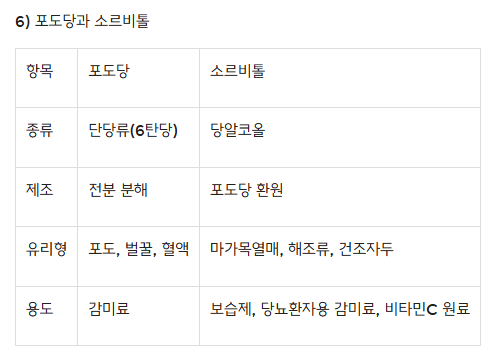 6) 포도당과 소르비톨
항목 포도당 소르비톨
종류 단당류(6탄당) 당알코올
제조 전분 분해 포도당 환원
유리형 포도, 벌꿀, 혈액 마가목열매, 해조류, 건조자두
용도 감미료 보습제, 당뇨환자용 감미료, 비타민C 원료